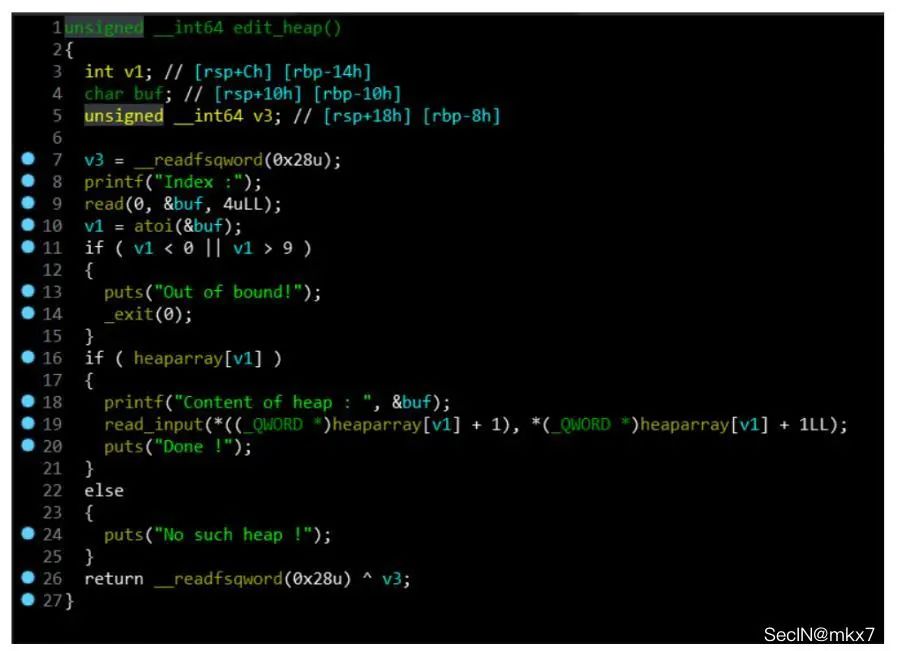 1 unsigned __int64 edit_heap()
2 {
3   int v1; // [rsp+Ch] [rbp-14h]
4   char buf; // [rsp+10h] [rbp-10h]
5   unsigned __int64 v3; // [rsp+18h] [rbp-8h]
6
7   v3 = __readfsqword(0x28u);
8   printf("Index :");
9   read(0, &buf, 4uLL);
10   v1 = atoi(&buf);
11   if ( v1 < 0 || v1 > 9 )
12   {
13     puts("Out of bound!");
14     _exit(0);
15   }
16   if ( heaparray[v1] )
17   {
18     printf("Content of heap : ", &buf);
19     read_input(*((_QWORD *)heaparray[v1] + 1), *(_QWORD *)heaparray[v1] + 1LL);
20     puts("Done !");
21   }
22   else
23   {
24     puts("No such heap !");
25   }
26   return __readfsqword(0x28u) ^ v3;
27 }
SecIN@mkx7